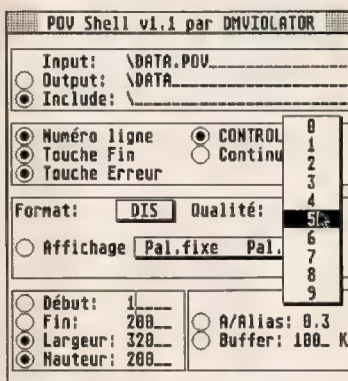 POV Shell v1.1 par DMVIOLATOR
Input: \DATA.POV
Output: \DATA
Include: \
Numéro ligne
CONTROL
Touche Fin
Continu
Touche Erreur
Format: DIS Qualité:
0
1
2
3
4
5
6
7
8
9
Affichage Pal.fixe Pal.
Début: 1
Fin: 200
Largeur: 320
Hauteur: 200
A/Alias: 0.3
Buffer: 100 K